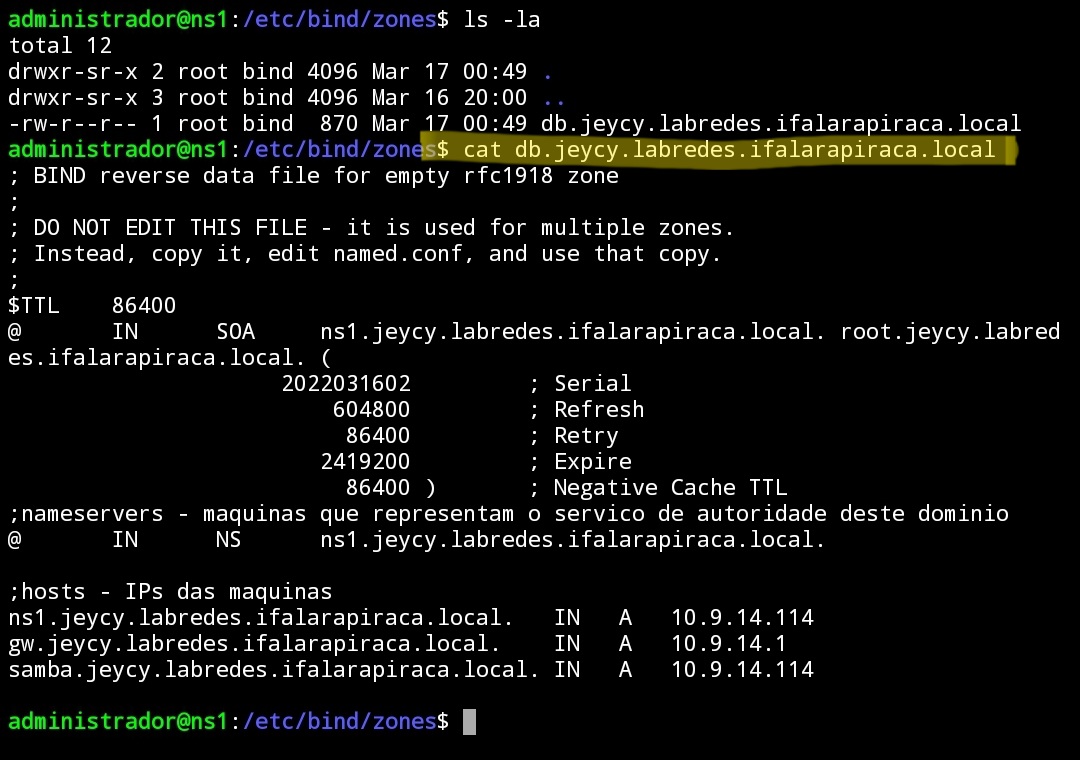 administrador@ns1:/etc/bind/zones$ ls -la
total 12
drwxr-sr-x 2 root bind 4096 Mar 17 00:49 .
drwxr-sr-x 3 root bind 4096 Mar 16 20:00 ..
-rw-r--r-- 1 root bind  870 Mar 17 00:49 db.jeycy.labredes.ifalarapiraca.local
administrador@ns1:/etc/bind/zones$ cat db.jeycy.labredes.ifalarapiraca.local
; BIND reverse data file for empty rfc1918 zone
;
; DO NOT EDIT THIS FILE - it is used for multiple zones.
; Instead, copy it, edit named.conf, and use that copy.
;
$TTL    86400
@       IN      SOA     ns1.jeycy.labredes.ifalarapiraca.local. root.jeycy.labred
es.ifalarapiraca.local. (
                     2022031602         ; Serial
                         604800         ; Refresh
                          86400         ; Retry
                        2419200         ; Expire
                          86400 )       ; Negative Cache TTL
;nameservers - maquinas que representam o servico de autoridade deste dominio
@       IN      NS      ns1.jeycy.labredes.ifalarapiraca.local.
;hosts - IPs das maquinas
ns1.jeycy.labredes.ifalarapiraca.local.   IN   A   10.9.14.114
gw.jeycy.labredes.ifalarapiraca.local.    IN   A   10.9.14.1
samba.jeycy.labredes.ifalarapiraca.local. IN   A   10.9.14.114
administrador@ns1:/etc/bind/zones$